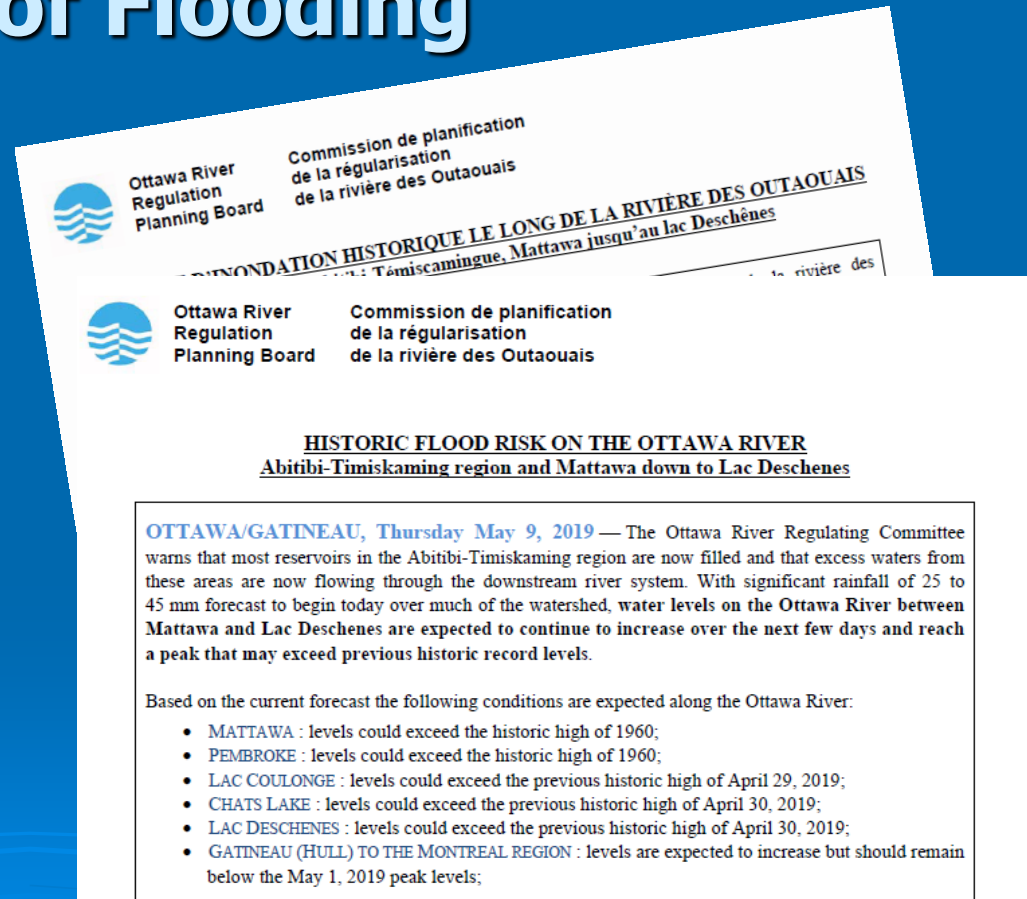 of Flooding
Ottawa River
Regulation
Planning Board
Commission de planification
de la régularisation
de la rivière des Outaouais
D'INONDATION HISTORIQUE LE LONG DE LA RIVIÈRE DES OUTAOUAIS
Témiscamingue, Mattawa jusqu'au lac Deschênes
rivière des
Ottawa River
Regulation
Planning Board
Commission de planification
de la régularisation
de la rivière des Outaouais
HISTORIC FLOOD RISK ON THE OTTAWA RIVER
Abitibi-Timiskaming region and Mattawa down to Lac Deschenes
OTTAWA/GATINEAU, Thursday May 9, 2019 — The Ottawa River Regulating Committee
warns that most reservoirs in the Abitibi-Timiskaming region are now filled and that excess waters from
these areas are now flowing through the downstream river system. With significant rainfall of 25 to
45 mm forecast to begin today over much of the watershed, water levels on the Ottawa River between
Mattawa and Lac Deschenes are expected to continue to increase over the next few days and reach
a peak that may exceed previous historic record levels.
Based on the current forecast the following conditions are expected along the Ottawa River:
• MATTAWA : levels could exceed the historic high of 1960;
• PEMBROKE : levels could exceed the historic high of 1960;
• LAC COULONGE : levels could exceed the previous historic high of April 29, 2019;
• CHATS LAKE : levels could exceed the previous historic high of April 30, 2019;
• LAC DESCHENES : levels could exceed the previous historic high of April 30, 2019;
• GATINEAU (HULL) TO THE MONTREAL REGION : levels are expected to increase but should remain
below the May 1, 2019 peak levels;